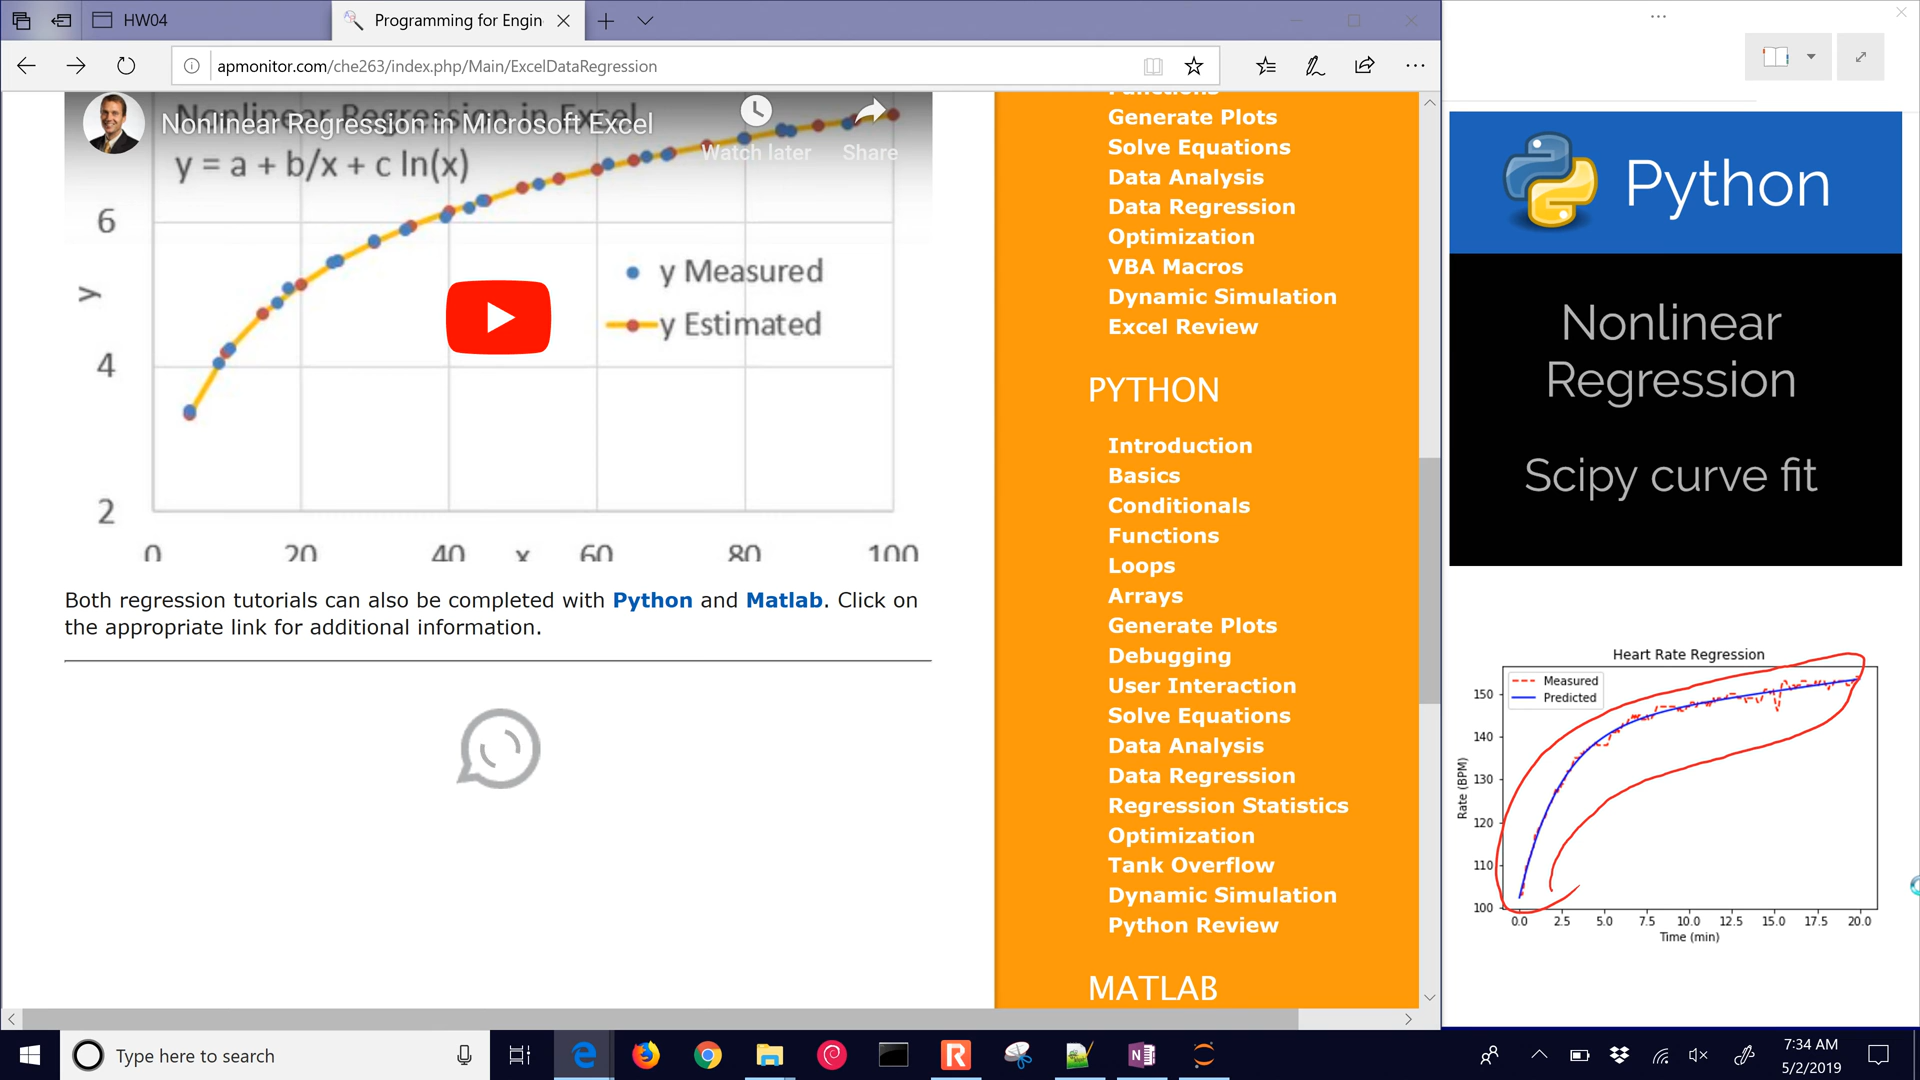 HW04
Programming for Engin
apmonitor.com/che263/index.php/Main/ExcelDataRegression
Nonlinear Regression in Excel
Nonlinear Regression in Microsoft Excel
Watch later
Share
y = a + b/x + c ln(x)
6
y Measured
y
y Estimated
4
2
0 20 40 x 60 80 100
Both regression tutorials can also be completed with Python and Matlab. Click on
the appropriate link for additional information.
Functions
Generate Plots
Solve Equations
Data Analysis
Data Regression
Optimization
VBA Macros
Dynamic Simulation
Excel Review
PYTHON
Introduction
Basics
Conditionals
Functions
Loops
Arrays
Generate Plots
Debugging
User Interaction
Solve Equations
Data Analysis
Data Regression
Regression Statistics
Optimization
Tank Overflow
Dynamic Simulation
Python Review
MATLAB
Python
Nonlinear
Regression
Scipy curve fit
Heart Rate Regression
Measured
Predicted
150
140
130
120
110
100
Rate (BPM)
0.0 2.5 5.0 7.5 10.0 12.5 15.0 17.5 20.0
Time (min)
Type here to search
R
N
7:34 AM
5/2/2019